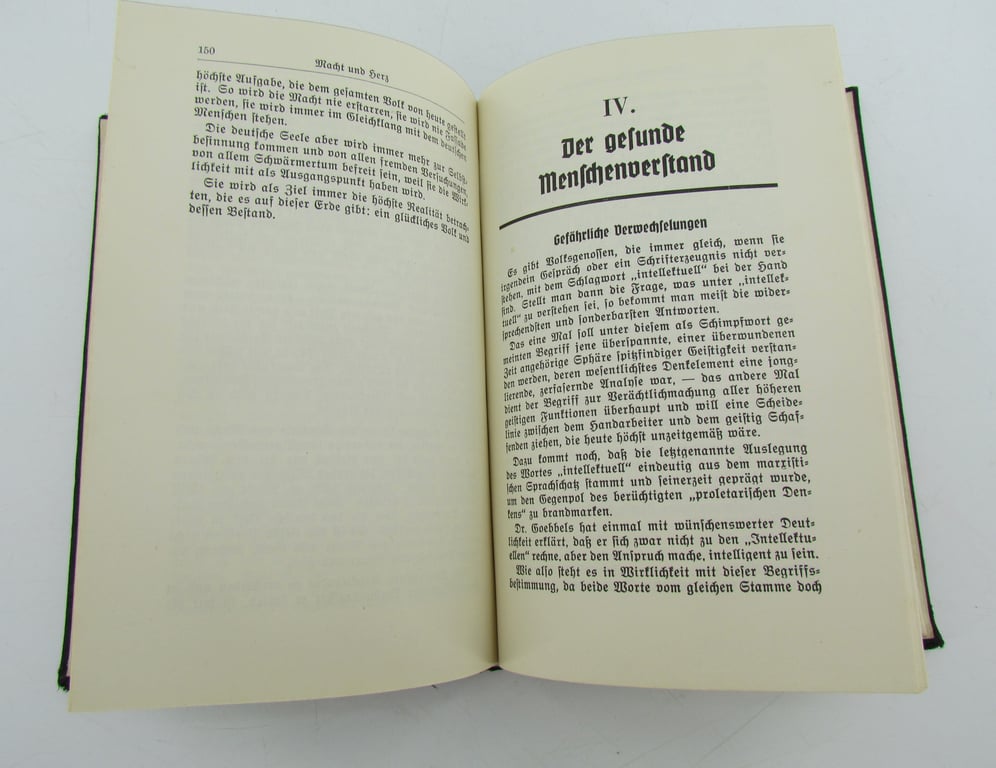 150
Macht und Herz
höchste Aufgabe, die dem gesamten Volk von heute gestellt
ist. So wird die Macht nie erstarren, sie wird nie Zustand
werden, sie wird immer im Gleichklang mit dem deutschen
Menschen stehen.
Die deutsche Seele aber wird immer mehr zur Selbst-
besinnung kommen und von allen fremden Versuchungen,
von allem Schwärmertum befreit sein, weil sie die Wirk-
lichkeit mit als Ausgangspunkt haben wird.
Sie wird als Ziel immer die höchste Realität betrach-
ten, die es auf dieser Erde gibt: ein glückliches Volk und
dessen Bestand.
IV.
Der gesunde
Menschenverstand
Gefährliche Verwechselungen
Es gibt Volksgenossen, die immer gleich, wenn sie
irgendein Gespräch oder ein Schrifterzeugnis nicht ver-
stehen, mit dem Schlagwort „intellektuell“ bei der Hand
sind. Stellt man dann die Frage, was unter „intellek-
tuell“ zu verstehen sei, so bekommt man meist die wider-
sprechendsten und sonderbarsten Antworten.
Das eine Mal soll unter diesem als Schimpfwort ge-
meinten Begriff jene überspannte, einer überwundenen
Zeit angehörige Sphäre spitzfindiger Geistigkeit verstan-
den werden, deren wesentlichstes Denkelement eine jong-
lierende, zerfasernde Analyse war, — das andere Mal
dient der Begriff zur Verächtlichmachung aller höheren
geistigen Funktionen überhaupt und will eine Scheide-
linie zwischen dem Handarbeiter und dem geistig Schaf-
fenden ziehen, die heute höchst unzeitgemäß wäre.
Dazu kommt noch, daß die letztgenannte Auslegung
des Wortes „intellektuell“ eindeutig aus dem marxisti-
schen Sprachschatz stammt und seinerzeit geprägt wurde,
um den Gegenpol des berüchtigten „proletarischen Den-
kens“ zu brandmarken.
Dr. Goebbels hat einmal mit wünschenswerter Deut-
lichkeit erklärt, daß er sich zwar nicht zu den „Intellektu-
ellen“ rechne, aber den Anspruch mache, intelligent zu sein.
Wie also steht es in Wirklichkeit mit dieser Begriffs-
bestimmung, da beide Worte vom gleichen Stamme doch